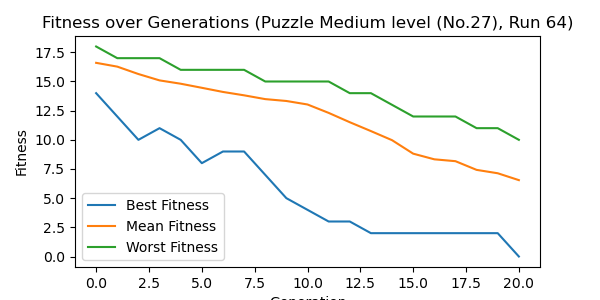 Fitness over Generations (Puzzle Medium level (No.27), Run 64)
17.5
15.0
12.5
10.0
7.5
5.0
2.5
0.0
Fitness
Best Fitness
Mean Fitness
Worst Fitness
0.0 2.5 5.0 7.5 10.0 12.5 15.0 17.5 20.0
Generation